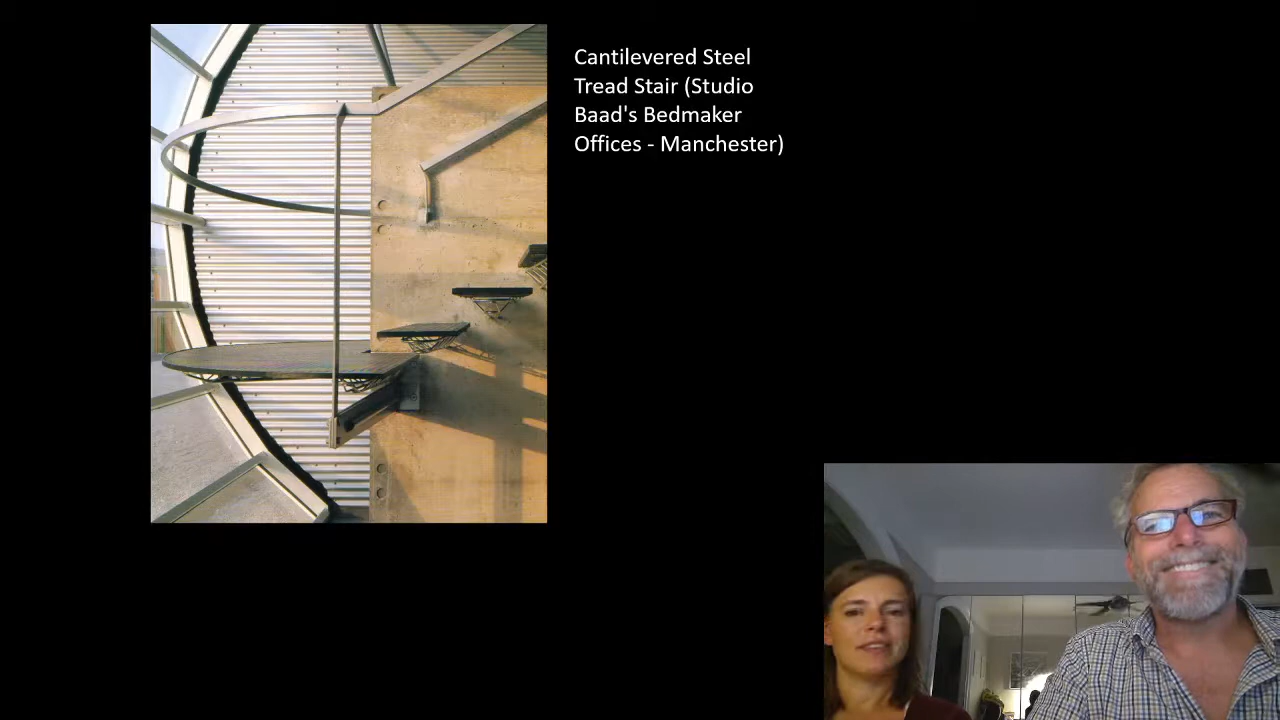 Cantilevered Steel
Tread Stair (Studio
Baad's Bedmaker
Offices - Manchester)